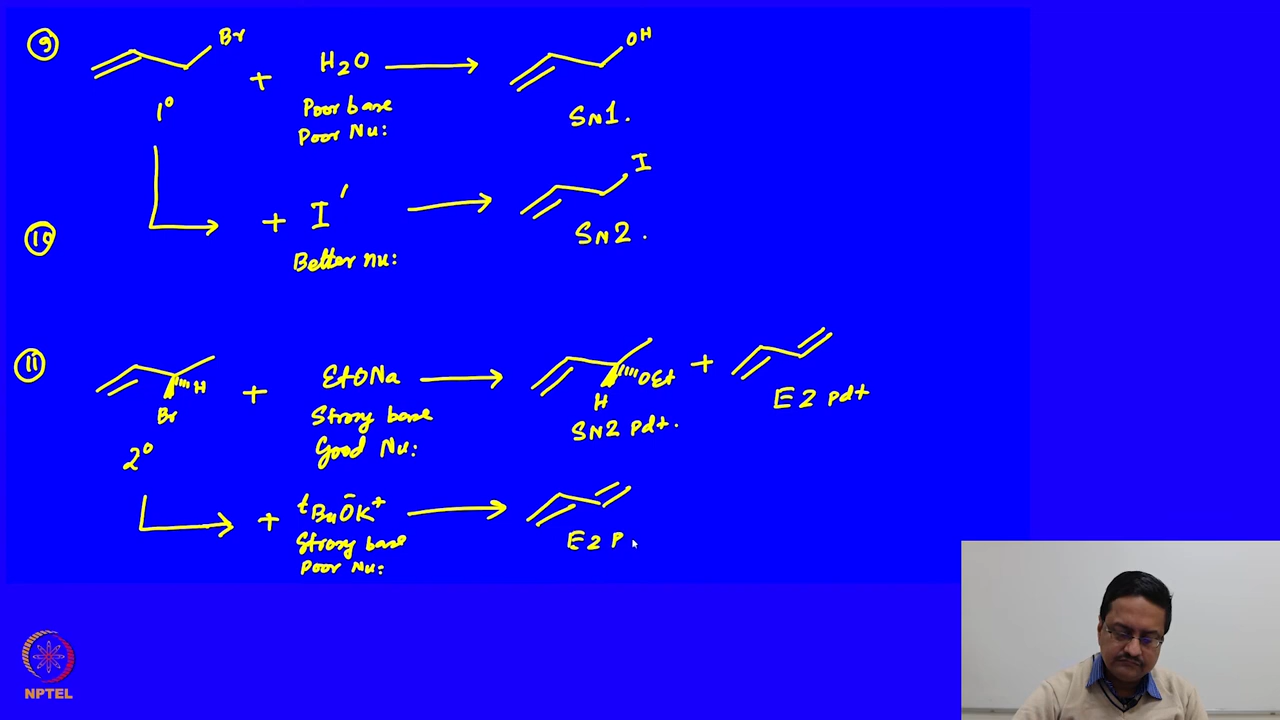 9 Br + H2O → OH
1° Poor base SN1.
Poor Nu:
10 + I' → I
Better nu: SN2.
11 H Br + EtONa → OEt H + E2 pdt
Strong base SN2 pdt.
2° Good Nu:
+ tBuŌK+ →
Strong base E2 P
Poor Nu:
NPTEL